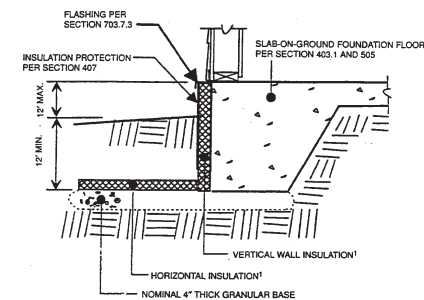 FLASHING PER
SECTION 703.7.3
INSULATION PROTECTION
PER SECTION 407
SLAB-ON-GROUND FOUNDATION FLOOR
PER SECTION 403.1 AND 505
12' MAX.
12' MIN.
VERTICAL WALL INSULATION¹
HORIZONTAL INSULATION¹
NOMINAL 4" THICK GRANULAR BASE